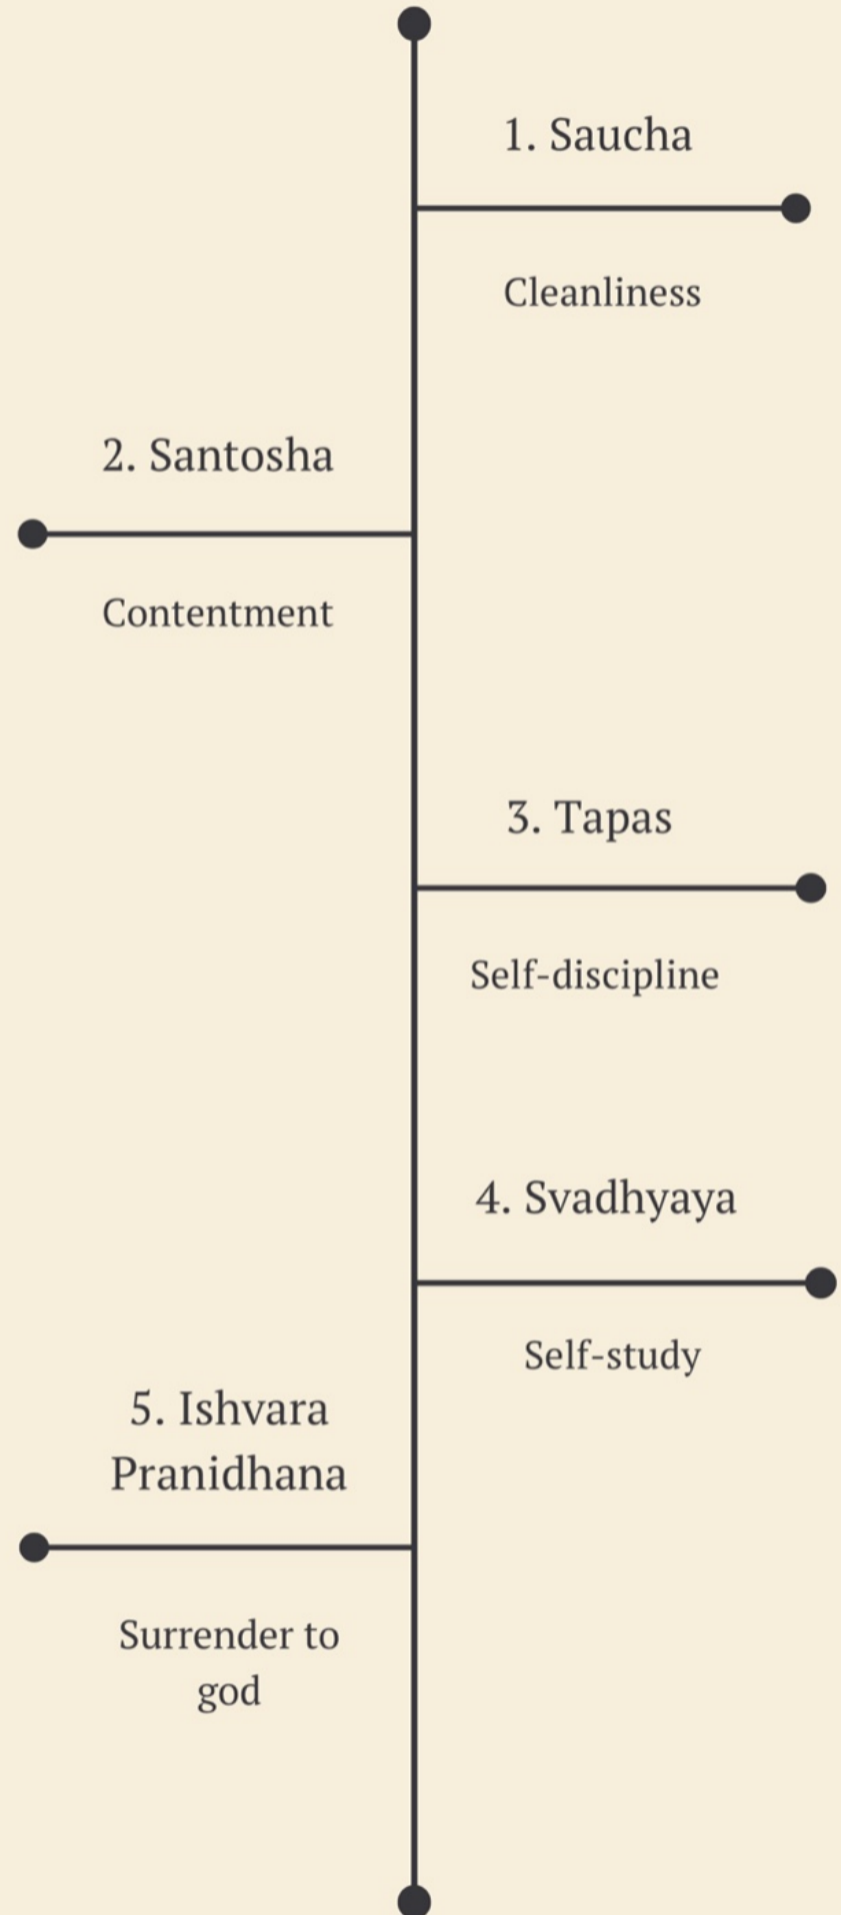 1. Saucha
Cleanliness
2. Santosha
Contentment
3. Tapas
Self-discipline
4. Svadhyaya
Self-study
5. Ishvara
Pranidhana
Surrender to
god